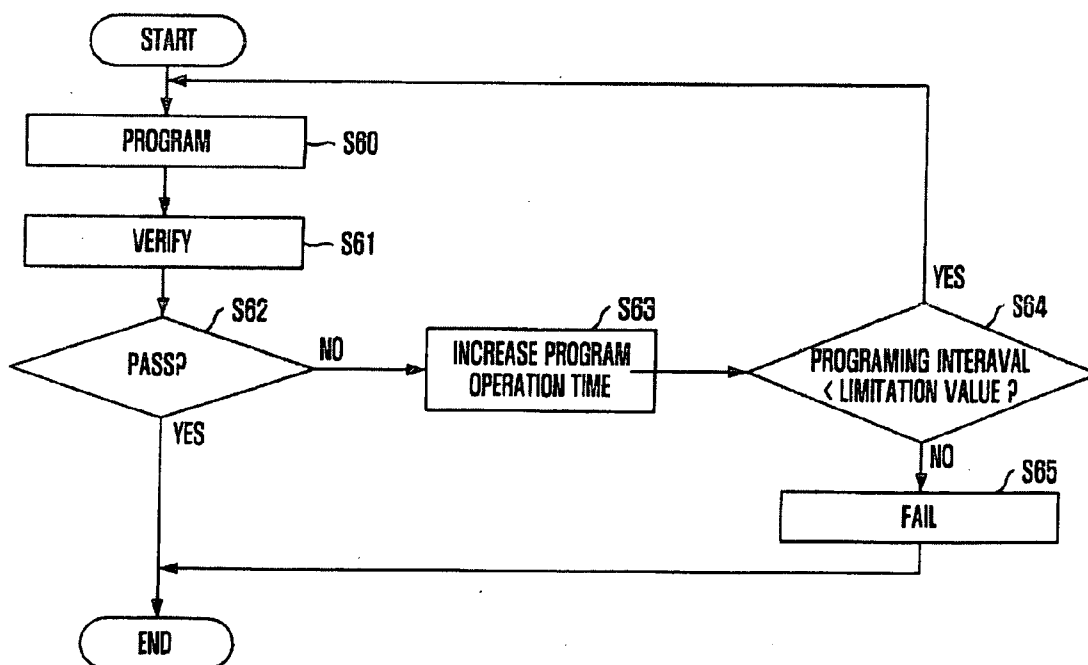 START
PROGRAM
S60
VERIFY
S61
S62
PASS?
NO
YES
S63
INCREASE PROGRAM
OPERATION TIME
YES
S64
PROGRAMING INTERAVAL
< LIMITATION VALUE ?
NO
S65
FAIL
END